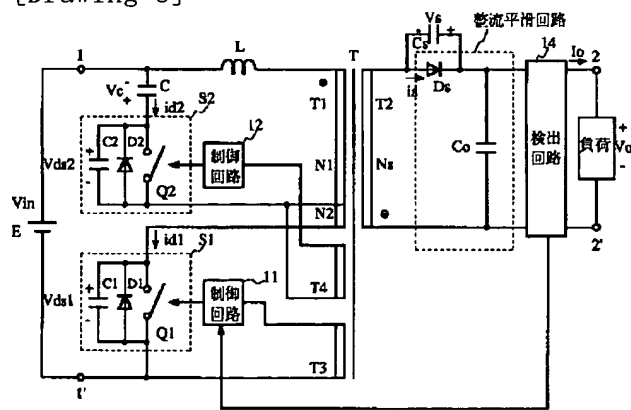 [Drawing 8]
Vs
整流平滑回路
Cs
1
L
T
14
Io
2
Vc
C
id2
S2
is
Ds
T1
T2
12
C2
D2
制御
回路
Vds2
Q2
N1
Ns
Co
検出
回路
負荷
Vo
Vin
E
N2
id1
S1
11
2'
C1
D1
制御
回路
T4
Vds1
Q1
T3
1'